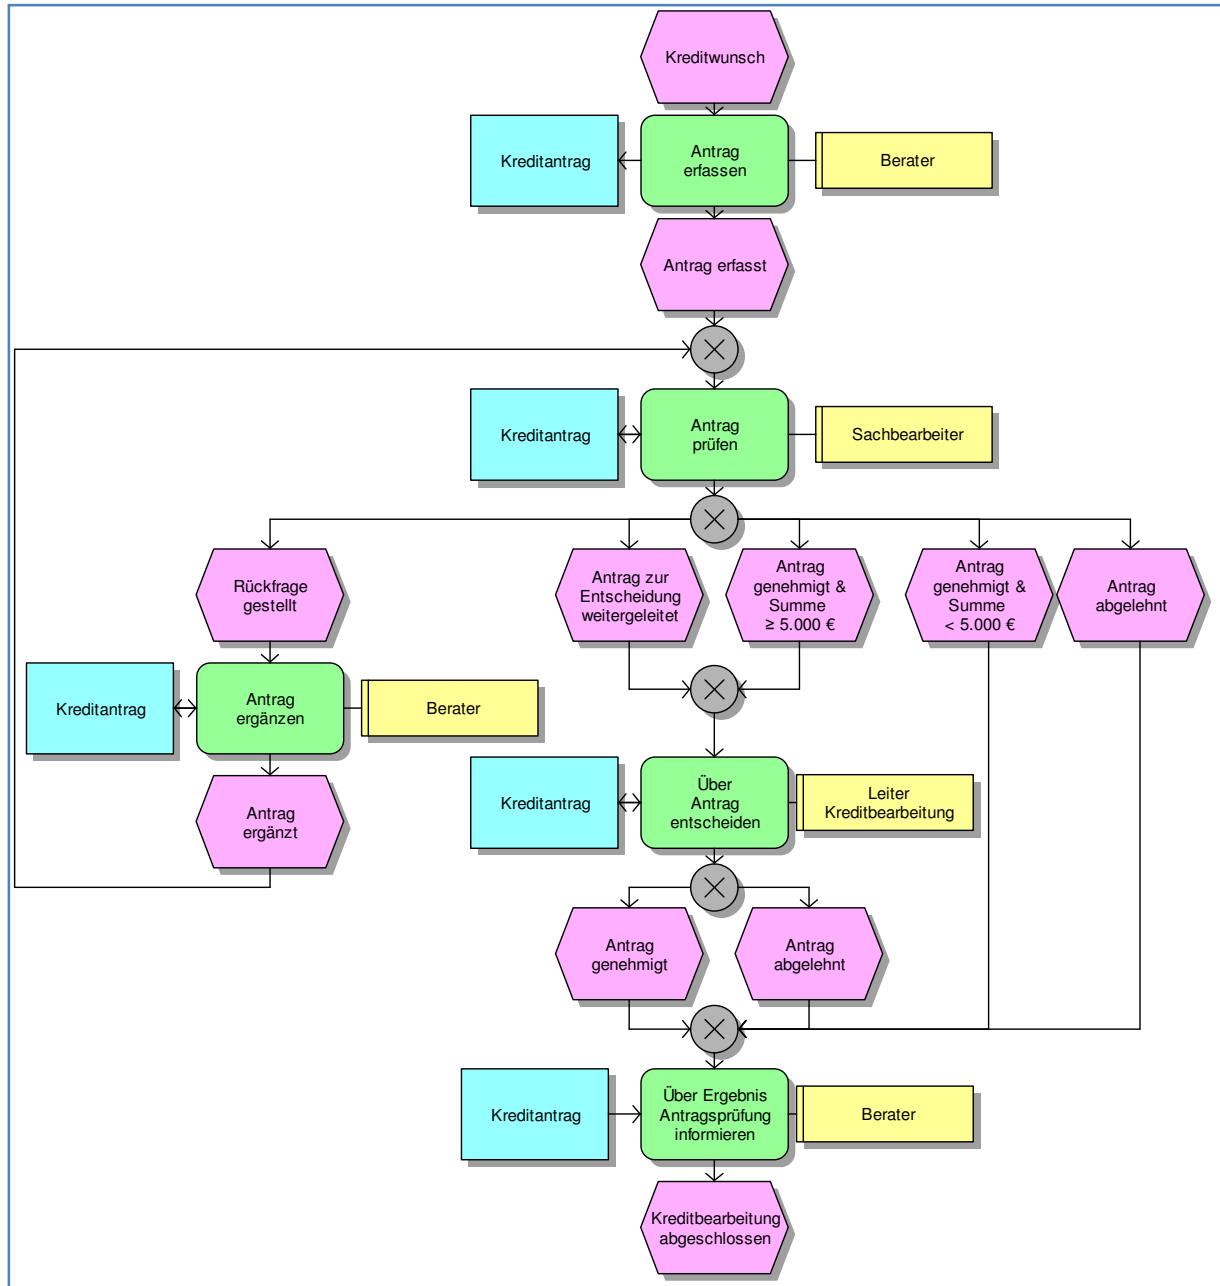 Kreditwunsch
Kreditantrag
Antrag
erfassen
Berater
Antrag erfasst
Kreditantrag
Antrag
prüfen
Sachbearbeiter
Rückfrage
gestellt
Antrag zur
Entscheidung
weitergeleitet
Antrag
genehmigt &
Summe
≥ 5.000 €
Antrag
genehmigt &
Summe
< 5.000 €
Antrag
abgelehnt
Kreditantrag
Antrag
ergänzen
Berater
Antrag
ergänzt
Kreditantrag
Über
Antrag
entscheiden
Leiter
Kreditbearbeitung
Antrag
genehmigt
Antrag
abgelehnt
Kreditantrag
Über Ergebnis
Antragsprüfung
informieren
Berater
Kreditbearbeitung
abgeschlossen